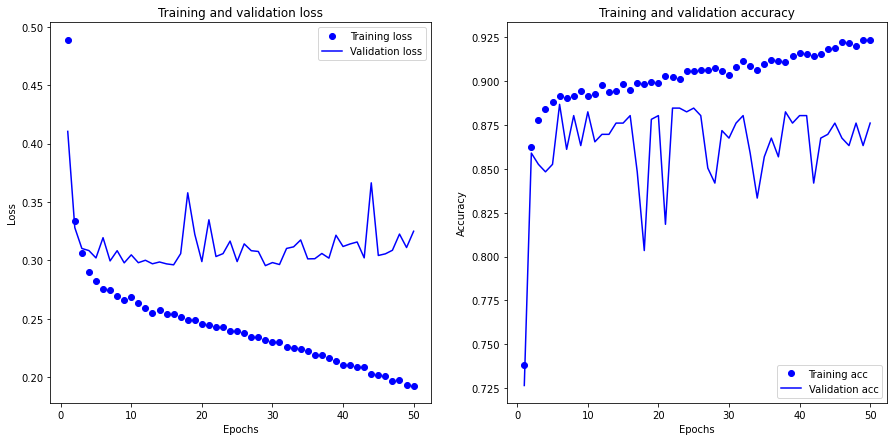 Training and validation loss
Training loss
Validation loss
0.50
0.45
0.40
0.35
0.30
0.25
0.20
Loss
0
10
20
30
40
50
Epochs
Training and validation accuracy
0.925
0.900
0.875
0.850
0.825
0.800
0.775
0.750
0.725
Accuracy
Training acc
Validation acc
0
10
20
30
40
50
Epochs